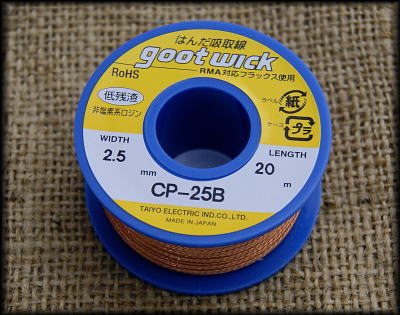 はんだ吸取線
goot wick
RoHS
RMA対応フラックス使用
低残渣
非塩素系ロジン
ラベル
紙
ケース
プラ
WIDTH
2.5 mm
LENGTH
20 m
CP-25B
TAIYO ELECTRIC IND.CO.,LTD.
MADE IN JAPAN